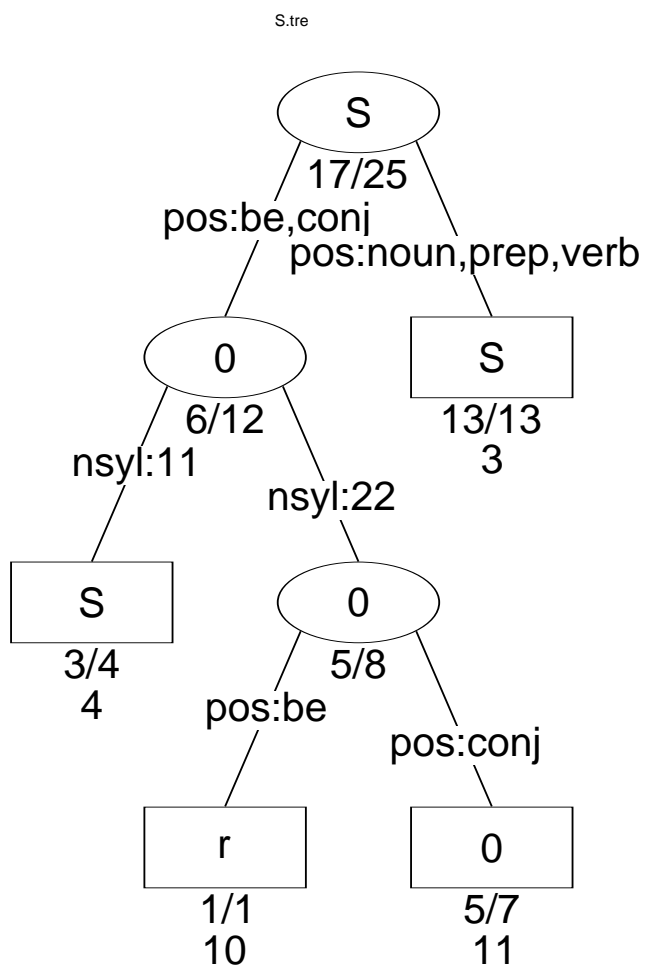 S.tre
S
17/25
pos:be,conj
pos:noun,prep,verb
0
S
6/12
13/13
3
nsyl:11
nsyl:22
S
0
3/4
4
5/8
pos:be
pos:conj
r
0
1/1
10
5/7
11